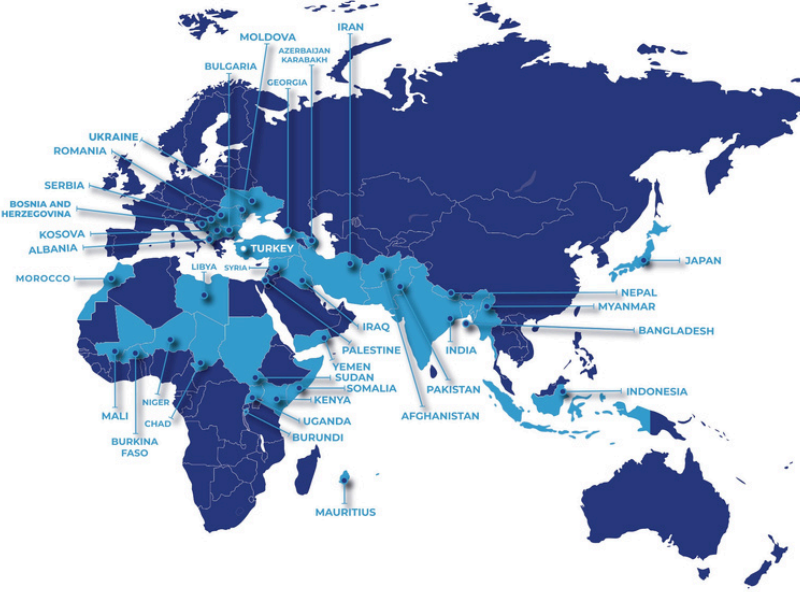 IRAN
MOLDOVA
AZERBAIJAN
KARABAKH
BULGARIA
GEORGIA
UKRAINE
ROMANIA
SERBIA
BOSNIA AND
HERZEGOVINA
KOSOVA
ALBANIA
TURKEY
LIBYA
SYRIA
MOROCCO
JAPAN
NEPAL
MYANMAR
BANGLADESH
IRAQ
PALESTINE
INDIA
YEMEN
SUDAN
SOMALIA
PAKISTAN
INDONESIA
KENYA
NIGER
MALI
CHAD
AFGHANISTAN
UGANDA
BURUNDI
BURKINA
FASO
MAURITIUS